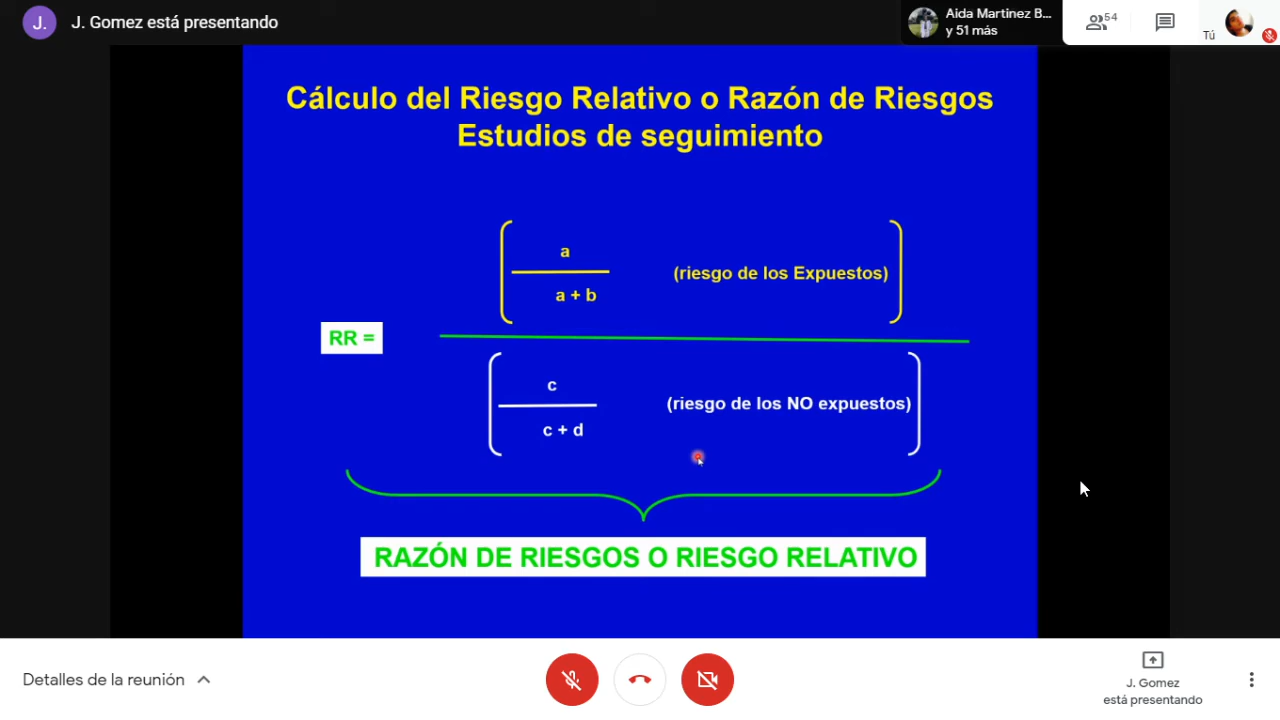 J.
J. Gomez está presentando
Aida Martinez B...
y 51 más
54
Tú
Cálculo del Riesgo Relativo o Razón de Riesgos
Estudios de seguimiento
a
a + b
(riesgo de los Expuestos)
RR =
c
c + d
(riesgo de los NO expuestos)
RAZÓN DE RIESGOS O RIESGO RELATIVO
Detalles de la reunión
J. Gomez
está presentando